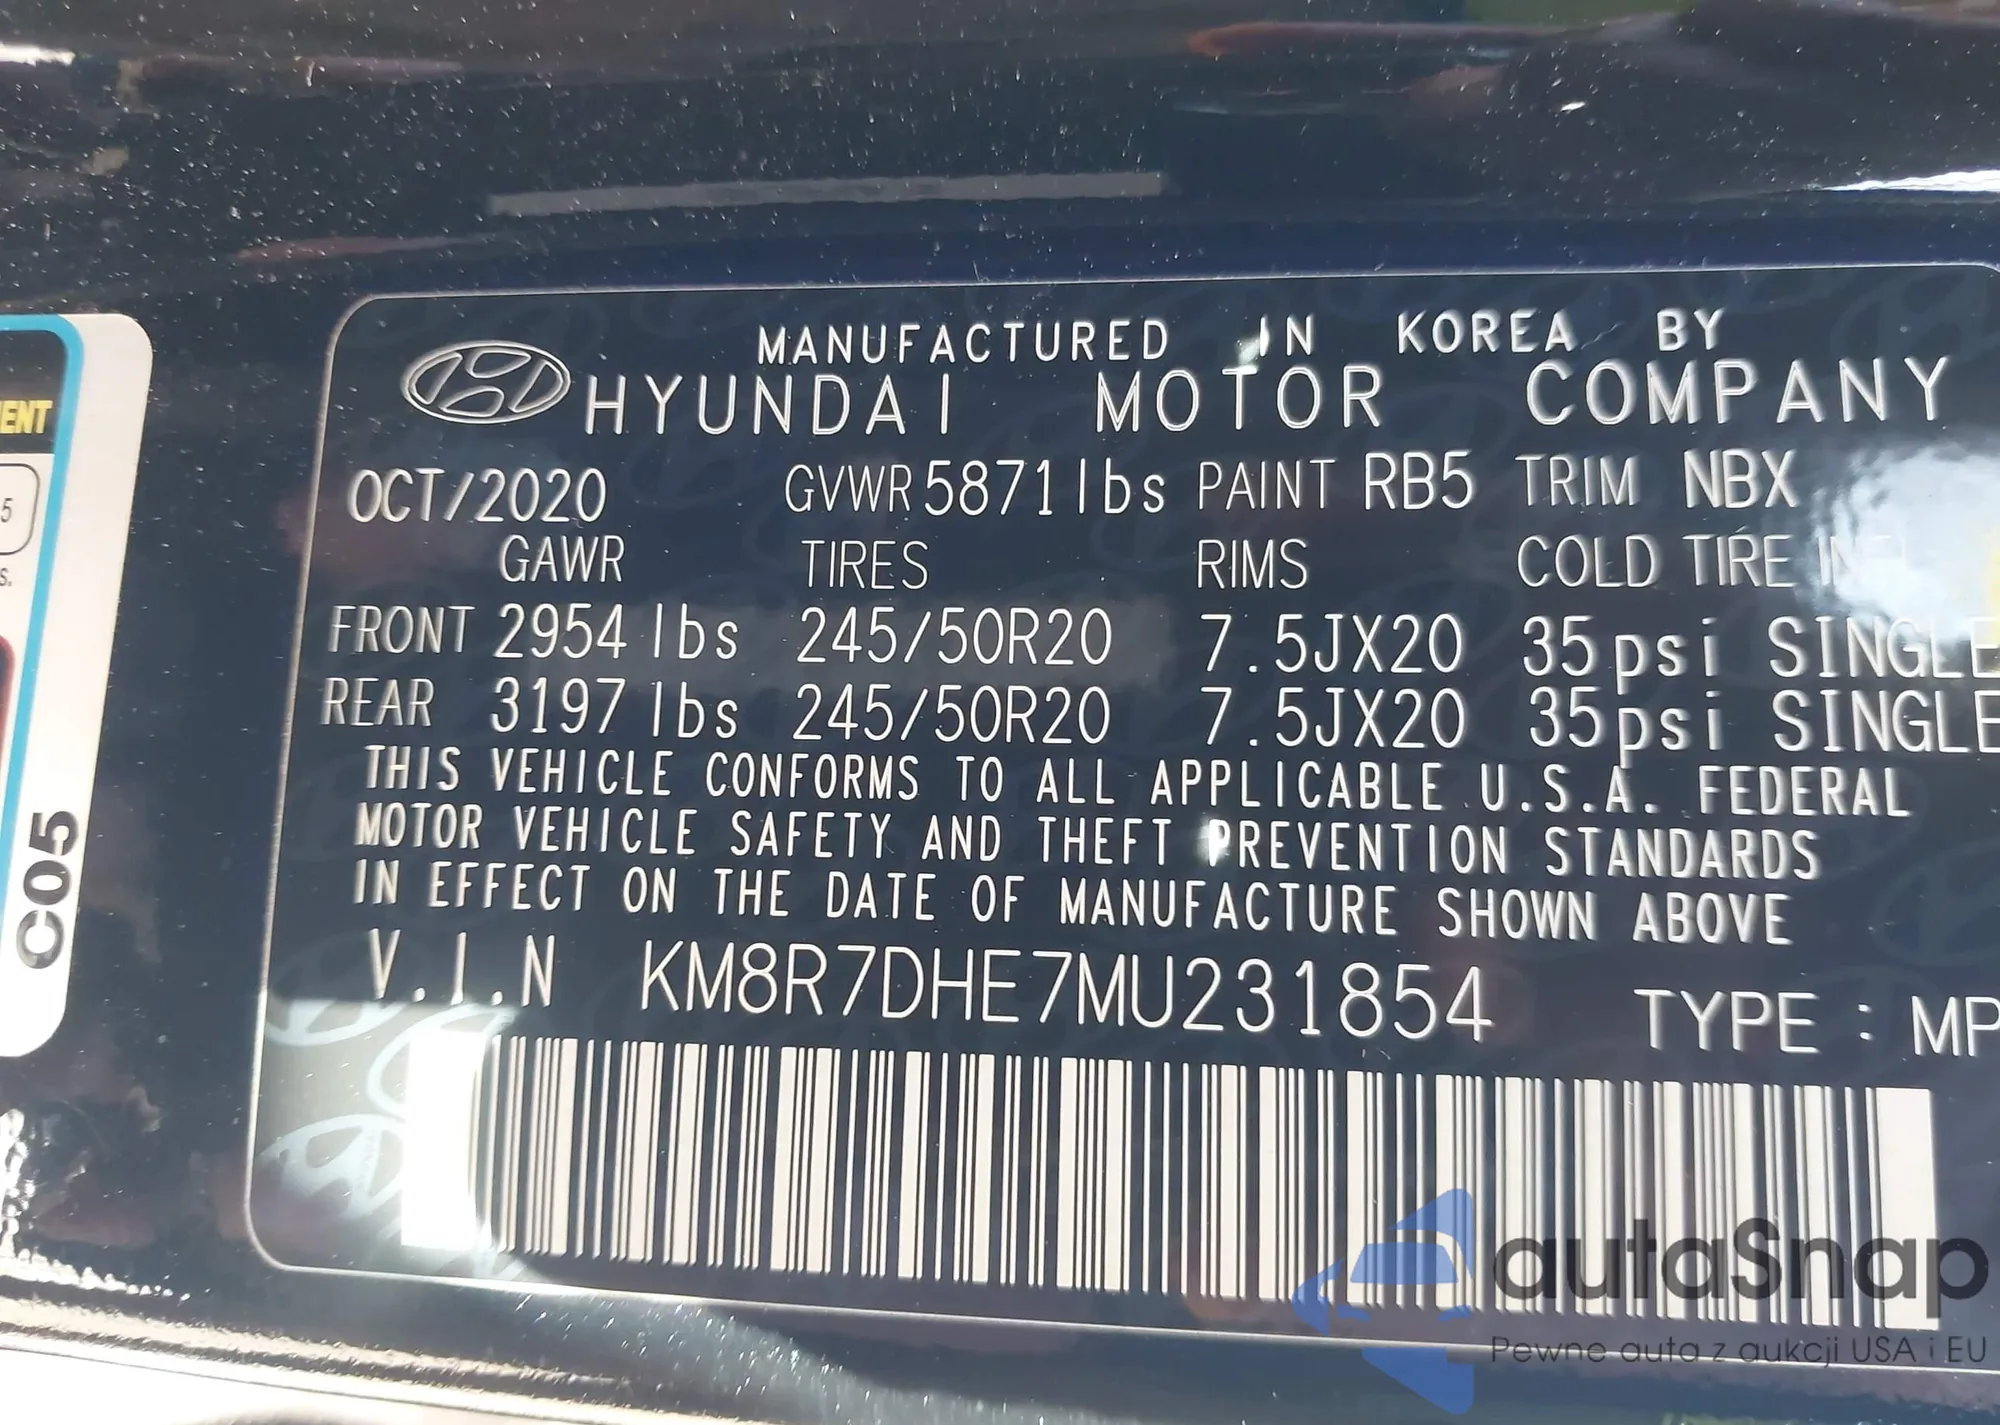 MANUFACTURED IN KOREA BY
HYUNDAI MOTOR COMPANY
OCT/2020 GVWR 5871lbs PAINT RB5 TRIM NBX
GAWR TIRES RIMS COLD TIRE
FRONT 2954 lbs 245/50R20 7.5JX20 35psi SINGLE
REAR 3197 lbs 245/50R20 7.5JX20 35psi SINGLE
THIS VEHICLE CONFORMS TO ALL APPLICABLE U.S.A. FEDERAL
MOTOR VEHICLE SAFETY AND THEFT PREVENTION STANDARDS
IN EFFECT ON THE DATE OF MANUFACTURE SHOWN ABOVE
V.I.N KM8R7DHE7MU231854 TYPE : MP
ENT
5
S.
C05
autaSnap
Pewne auta z aukcji USA i EU